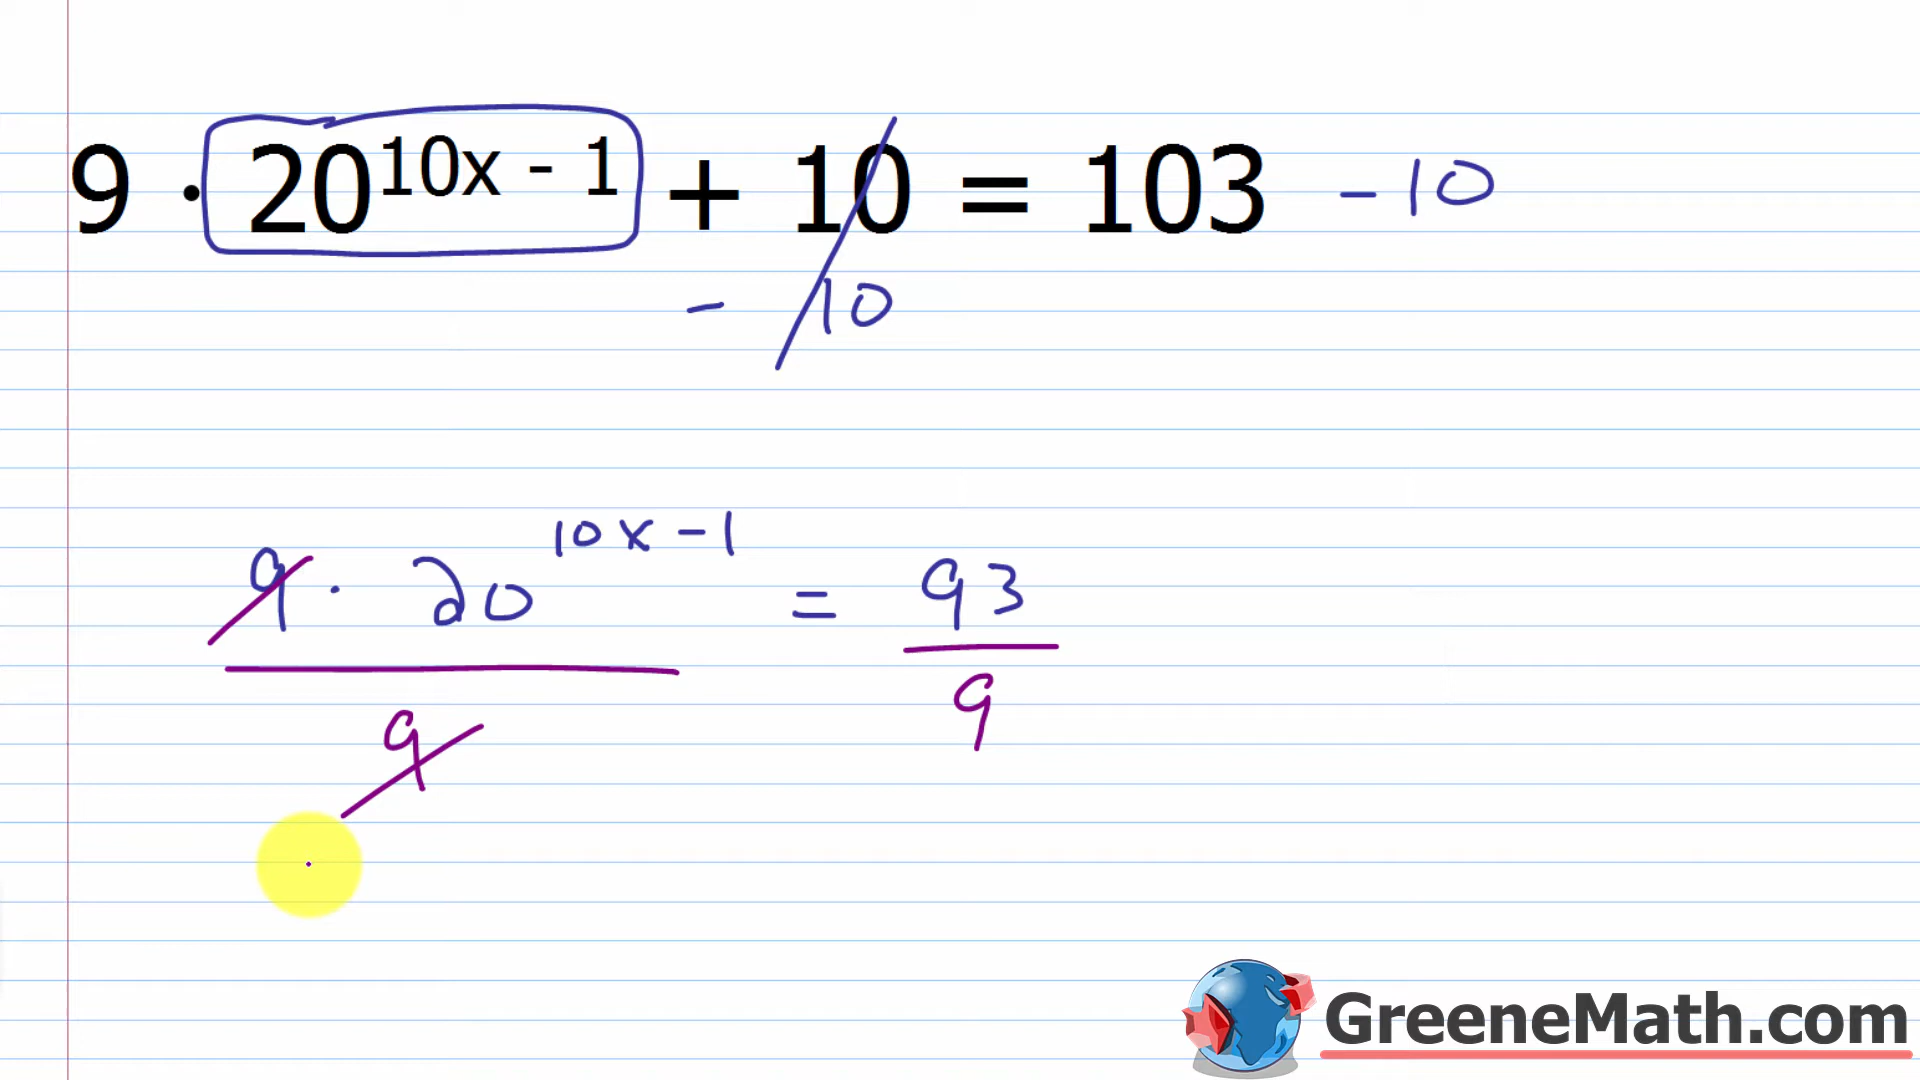 9 · 20^(10x - 1) + 10 = 103 - 10
- 10
9 · 20^(10x - 1) = 93
9 9
GreeneMath.com